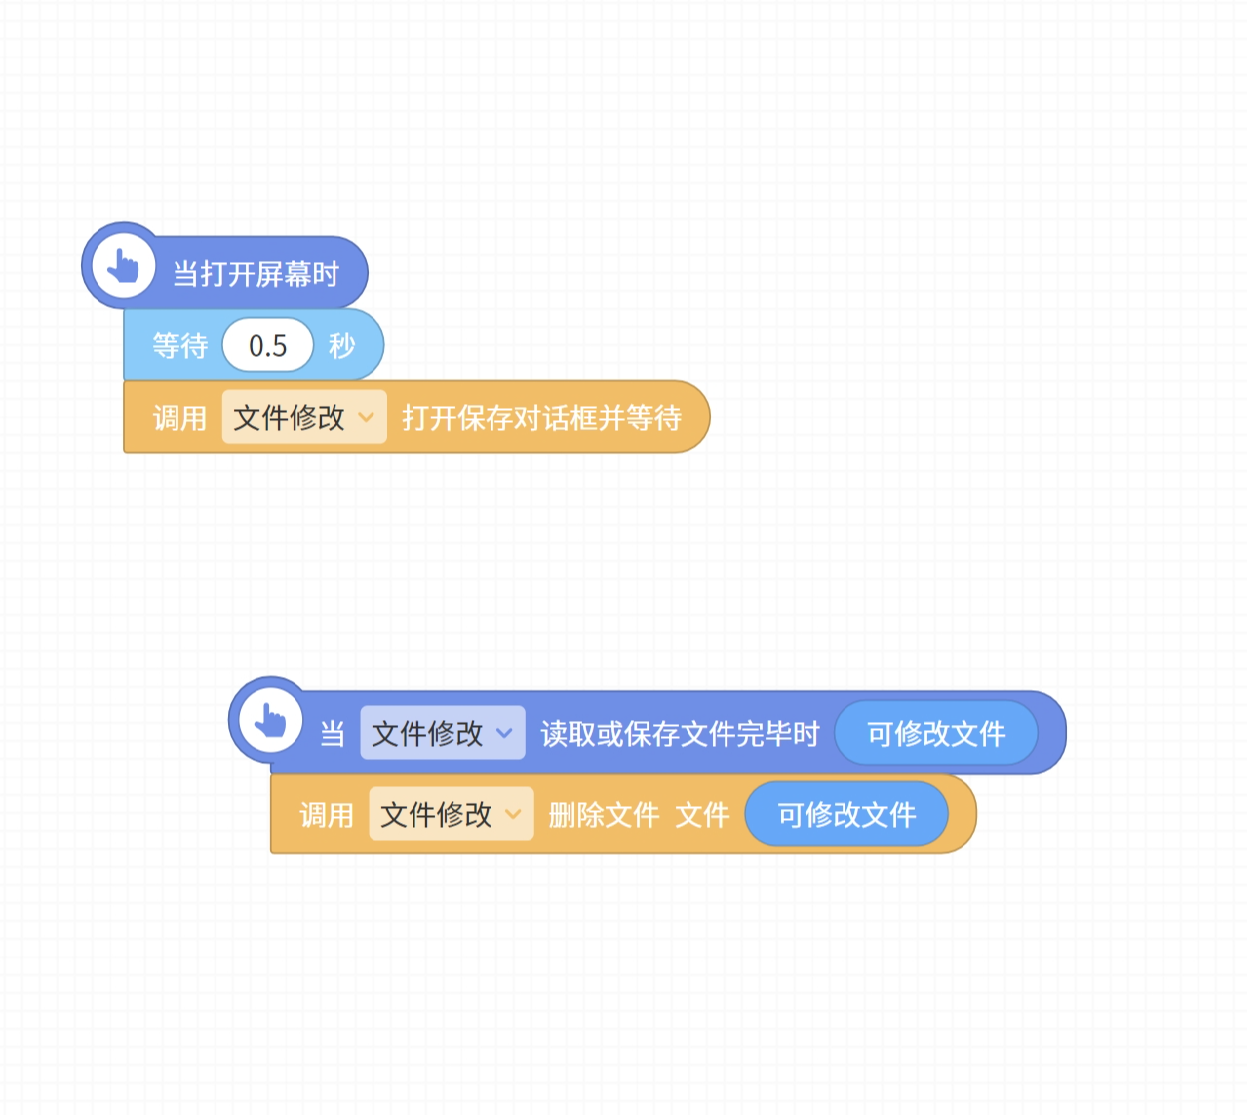 当打开屏幕时
等待 0.5 秒
调用 文件修改 打开保存对话框并等待
当 文件修改 读取或保存文件完毕时 可修改文件
调用 文件修改 删除文件 文件 可修改文件